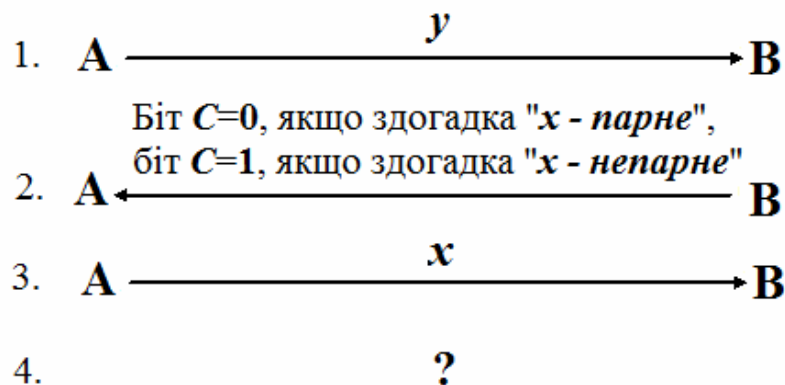 y
1. A B
Біт C=0, якщо здогадка "x - парне",
біт C=1, якщо здогадка "x - непарне"
2. A B
x
3. A B
4. ?